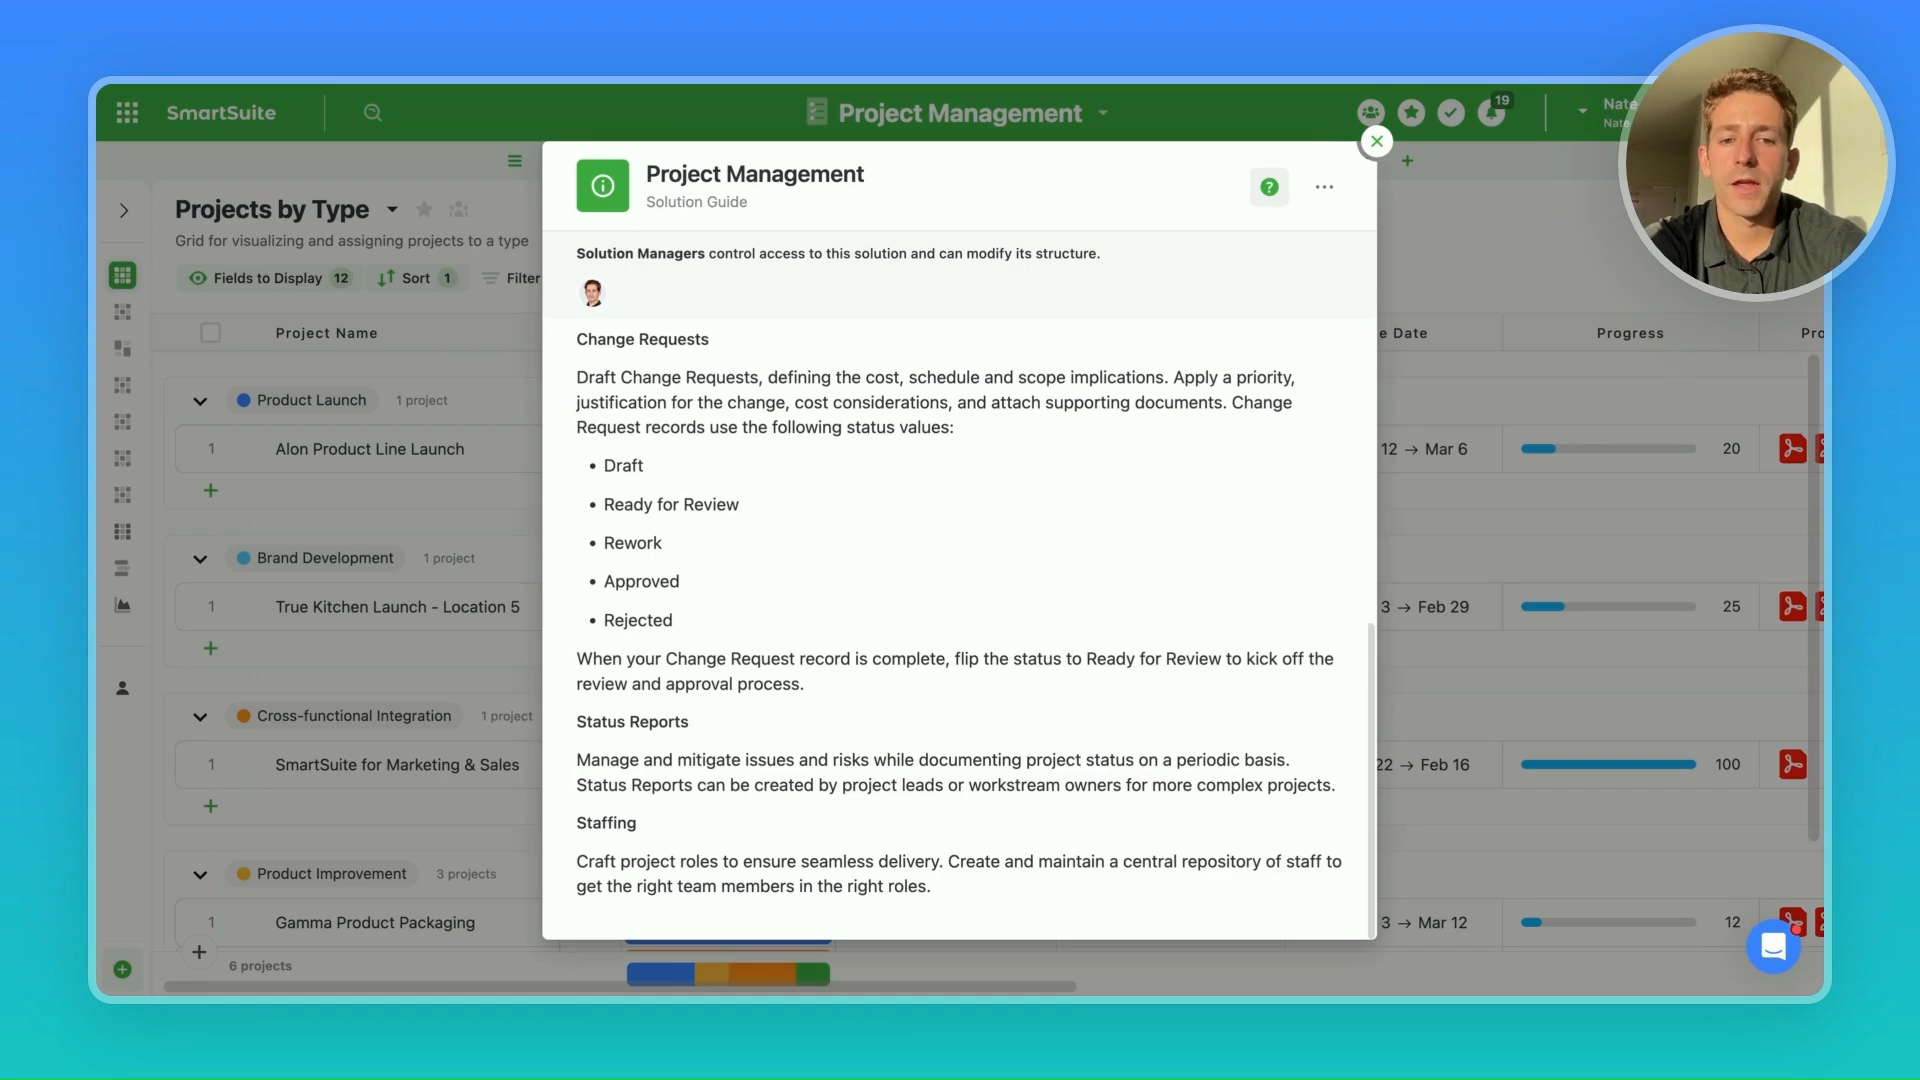 SmartSuite
Project Management
19
Nate
Nate
Projects by Type
Grid for visualizing and assigning projects to a type
Fields to Display 12
Sort 1
Filter
Project Name
e Date
Progress
Pro
Product Launch 1 project
1 Alon Product Line Launch
12 → Mar 6
20
Brand Development 1 project
1 True Kitchen Launch - Location 5
3 → Feb 29
25
Cross-functional Integration 1 project
1 SmartSuite for Marketing & Sales
22 → Feb 16
100
Product Improvement 3 projects
1 Gamma Product Packaging
3 → Mar 12
12
6 projects
Project Management
Solution Guide
?
Solution Managers control access to this solution and can modify its structure.
Change Requests
Draft Change Requests, defining the cost, schedule and scope implications. Apply a priority,
justification for the change, cost considerations, and attach supporting documents. Change
Request records use the following status values:
• Draft
• Ready for Review
• Rework
• Approved
• Rejected
When your Change Request record is complete, flip the status to Ready for Review to kick off the
review and approval process.
Status Reports
Manage and mitigate issues and risks while documenting project status on a periodic basis.
Status Reports can be created by project leads or workstream owners for more complex projects.
Staffing
Craft project roles to ensure seamless delivery. Create and maintain a central repository of staff to
get the right team members in the right roles.